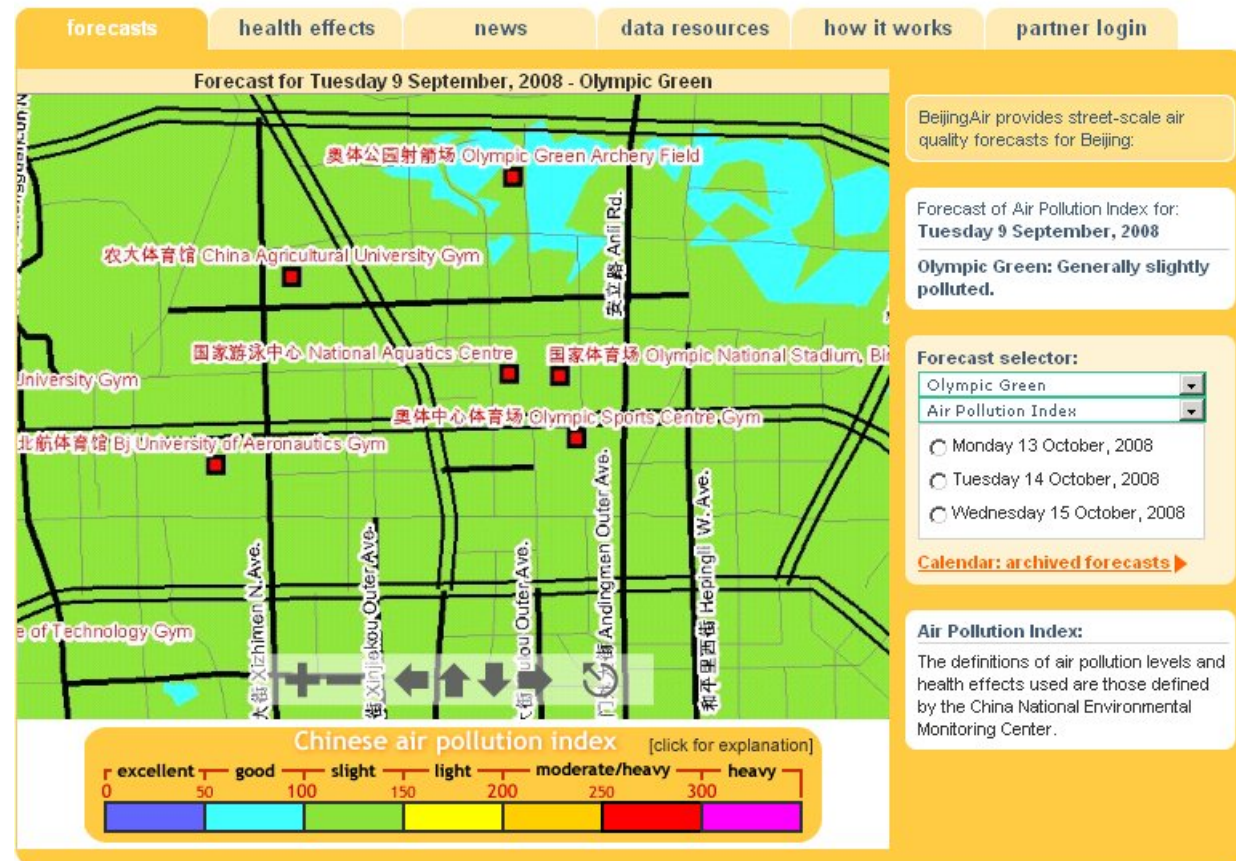 forecasts
health effects
news
data resources
how it works
partner login
Forecast for Tuesday 9 September, 2008 - Olympic Green
奥体公园射箭场 Olympic Green Archery Field
安立路 Anli Rd.
农大体育馆 China Agricultural University Gym
国家游泳中心 National Aquatics Centre
国家体育场 Olympic National Stadium, Bir
University Gym
奥体中心体育场 Olympic Sports Centre Gym
北航体育馆 Bj University of Aeronautics Gym
大街 Xizhimen N.Ave.
街 Xinjiekou Outer Ave.
ulou Outer Ave.
Andingmen Outer Ave.
和平里西街 Hepingli W. Ave.
e of Technology Gym
Chinese air pollution index [click for explanation]
excellent good slight light moderate/heavy heavy
0 50 100 150 200 250 300
BeijingAir provides street-scale air
quality forecasts for Beijing:
Forecast of Air Pollution Index for:
Tuesday 9 September, 2008
Olympic Green: Generally slightly
polluted.
Forecast selector:
Olympic Green
Air Pollution Index
Monday 13 October, 2008
Tuesday 14 October, 2008
Wednesday 15 October, 2008
Calendar: archived forecasts
Air Pollution Index:
The definitions of air pollution levels and
health effects used are those defined
by the China National Environmental
Monitoring Center.